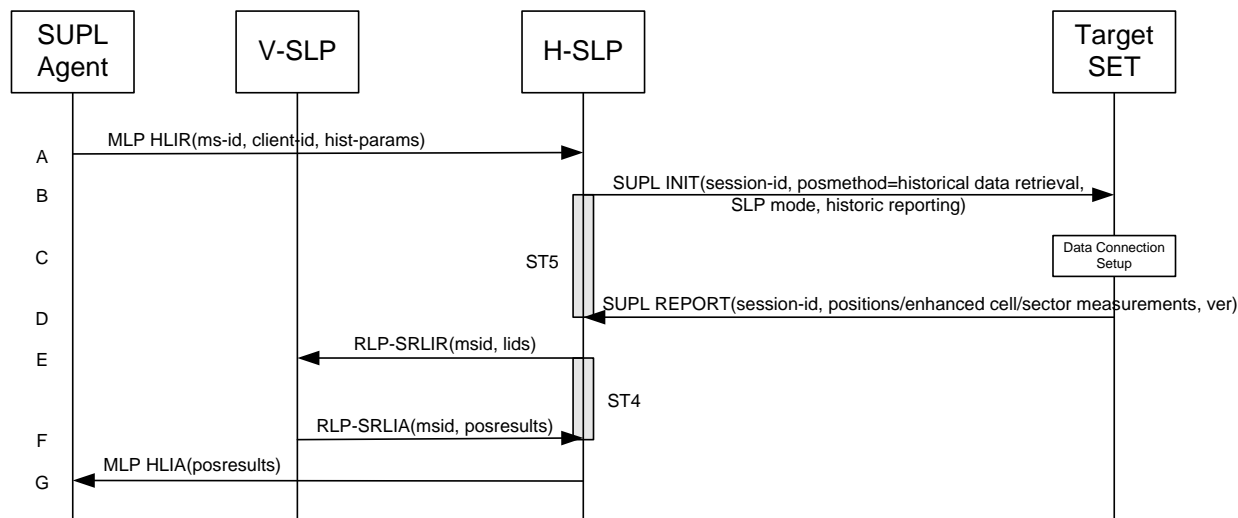 SUPL
Agent
V-SLP
H-SLP
Target
SET
A
MLP HLIR(ms-id, client-id, hist-params)
B
SUPL INIT(session-id, posmethod=historical data retrieval,
SLP mode, historic reporting)
C
ST5
Data Connection
Setup
D
SUPL REPORT(session-id, positions/enhanced cell/sector measurements, ver)
E
RLP-SRLIR(msid, lids)
ST4
F
RLP-SRLIA(msid, posresults)
G
MLP HLIA(posresults)